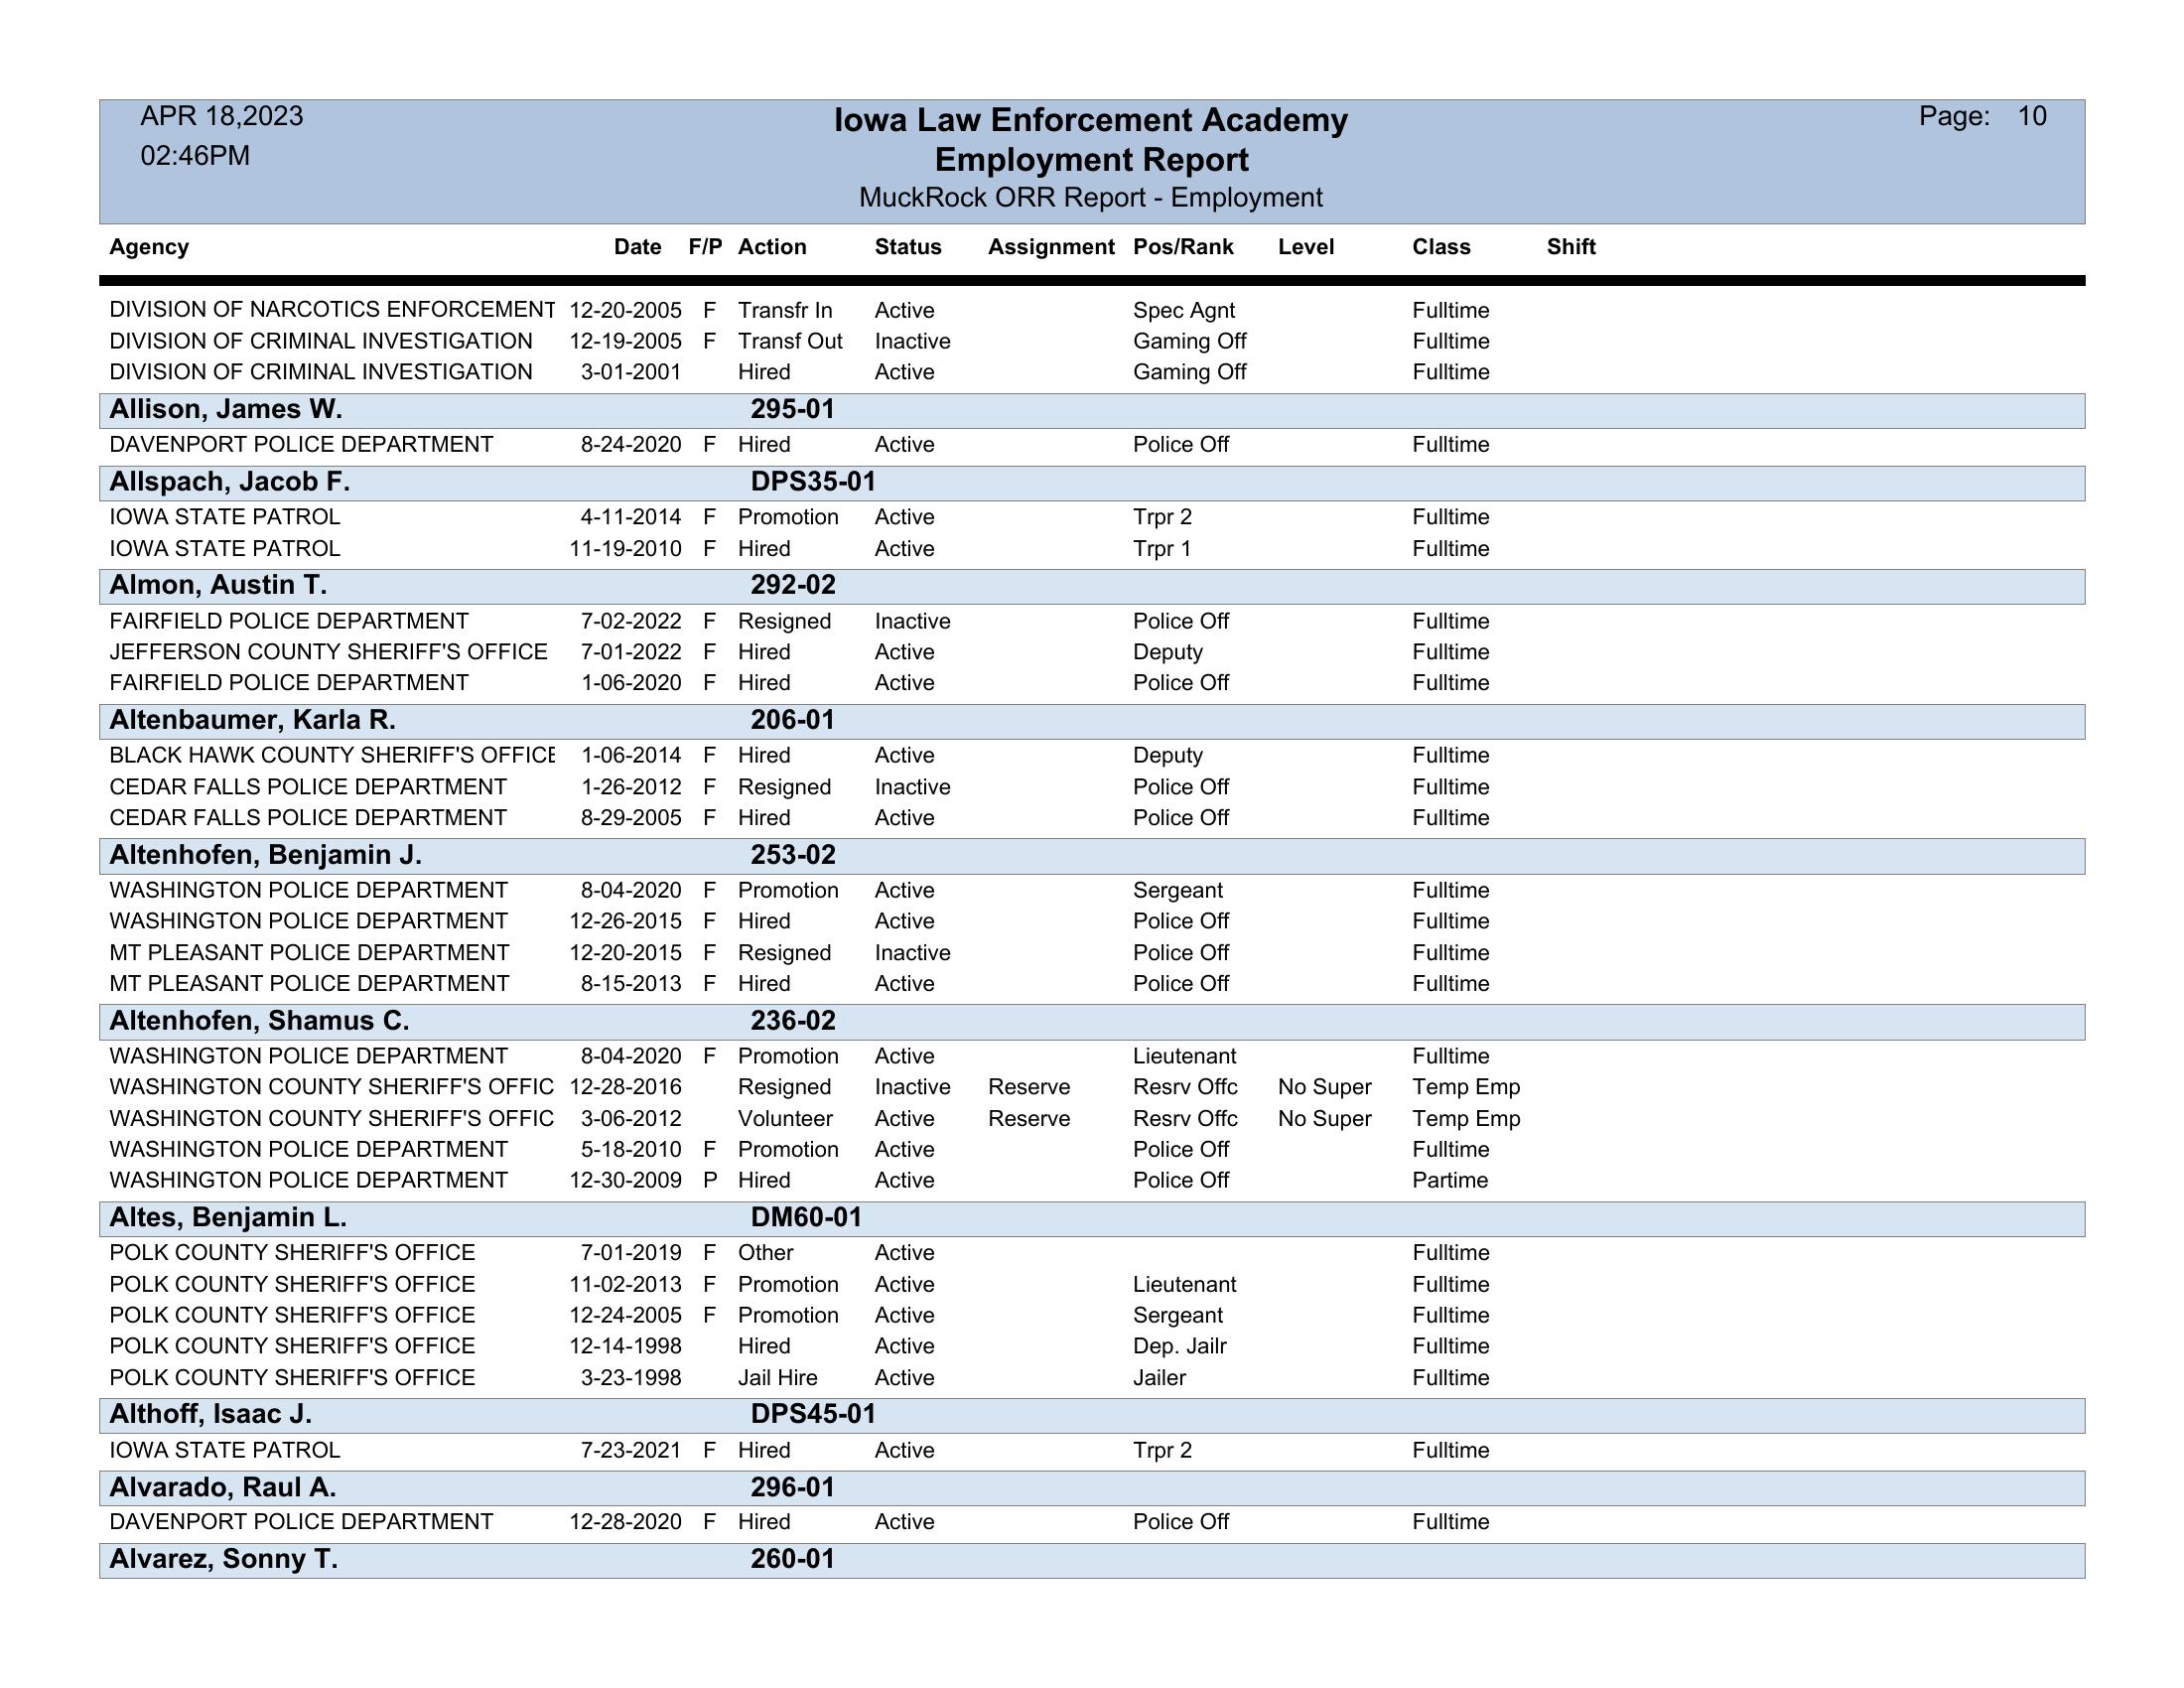 APR 18,2023
02:46PM
Iowa Law Enforcement Academy
Employment Report
MuckRock ORR Report - Employment
Page: 10
Agency Date F/P Action Status Assignment Pos/Rank Level Class Shift
DIVISION OF NARCOTICS ENFORCEMENT 12-20-2005 F Transfr In Active Spec Agnt Fulltime
DIVISION OF CRIMINAL INVESTIGATION 12-19-2005 F Transf Out Inactive Gaming Off Fulltime
DIVISION OF CRIMINAL INVESTIGATION 3-01-2001 Hired Active Gaming Off Fulltime
Allison, James W. 295-01
DAVENPORT POLICE DEPARTMENT 8-24-2020 F Hired Active Police Off Fulltime
Allspach, Jacob F. DPS35-01
IOWA STATE PATROL 4-11-2014 F Promotion Active Trpr 2 Fulltime
IOWA STATE PATROL 11-19-2010 F Hired Active Trpr 1 Fulltime
Almon, Austin T. 292-02
FAIRFIELD POLICE DEPARTMENT 7-02-2022 F Resigned Inactive Police Off Fulltime
JEFFERSON COUNTY SHERIFF'S OFFICE 7-01-2022 F Hired Active Deputy Fulltime
FAIRFIELD POLICE DEPARTMENT 1-06-2020 F Hired Active Police Off Fulltime
Altenbaumer, Karla R. 206-01
BLACK HAWK COUNTY SHERIFF'S OFFICE 1-06-2014 F Hired Active Deputy Fulltime
CEDAR FALLS POLICE DEPARTMENT 1-26-2012 F Resigned Inactive Police Off Fulltime
CEDAR FALLS POLICE DEPARTMENT 8-29-2005 F Hired Active Police Off Fulltime
Altenhofen, Benjamin J. 253-02
WASHINGTON POLICE DEPARTMENT 8-04-2020 F Promotion Active Sergeant Fulltime
WASHINGTON POLICE DEPARTMENT 12-26-2015 F Hired Active Police Off Fulltime
MT PLEASANT POLICE DEPARTMENT 12-20-2015 F Resigned Inactive Police Off Fulltime
MT PLEASANT POLICE DEPARTMENT 8-15-2013 F Hired Active Police Off Fulltime
Altenhofen, Shamus C. 236-02
WASHINGTON POLICE DEPARTMENT 8-04-2020 F Promotion Active Lieutenant Fulltime
WASHINGTON COUNTY SHERIFF'S OFFIC 12-28-2016 Resigned Inactive Reserve Resrv Offc No Super Temp Emp
WASHINGTON COUNTY SHERIFF'S OFFIC 3-06-2012 Volunteer Active Reserve Resrv Offc No Super Temp Emp
WASHINGTON POLICE DEPARTMENT 5-18-2010 F Promotion Active Police Off Fulltime
WASHINGTON POLICE DEPARTMENT 12-30-2009 P Hired Active Police Off Partime
Altes, Benjamin L. DM60-01
POLK COUNTY SHERIFF'S OFFICE 7-01-2019 F Other Active Fulltime
POLK COUNTY SHERIFF'S OFFICE 11-02-2013 F Promotion Active Lieutenant Fulltime
POLK COUNTY SHERIFF'S OFFICE 12-24-2005 F Promotion Active Sergeant Fulltime
POLK COUNTY SHERIFF'S OFFICE 12-14-1998 Hired Active Dep. Jailr Fulltime
POLK COUNTY SHERIFF'S OFFICE 3-23-1998 Jail Hire Active Jailer Fulltime
Althoff, Isaac J. DPS45-01
IOWA STATE PATROL 7-23-2021 F Hired Active Trpr 2 Fulltime
Alvarado, Raul A. 296-01
DAVENPORT POLICE DEPARTMENT 12-28-2020 F Hired Active Police Off Fulltime
Alvarez, Sonny T. 260-01